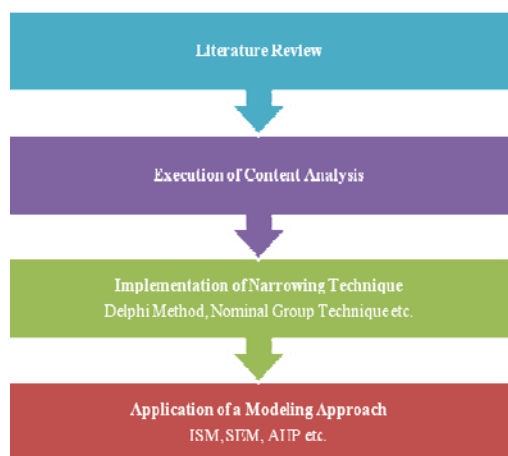 Literature Review
Execution of Content Analysis
Implementation of Narrowing Technique
Delphi Method, Nominal Group Technique etc.
Application of a Modeling Approach
ISM, SEM, AHP etc.